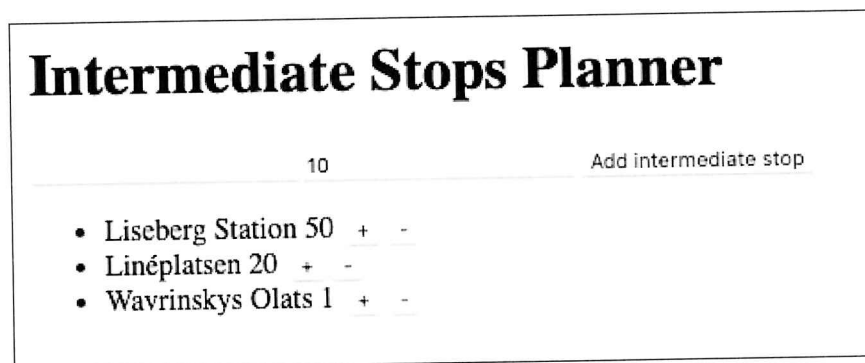 Intermediate Stops Planner
10 Add intermediate stop
• Liseberg Station 50 + -
• Linéplatsen 20 + -
• Wavrinskys Olats 1 + -